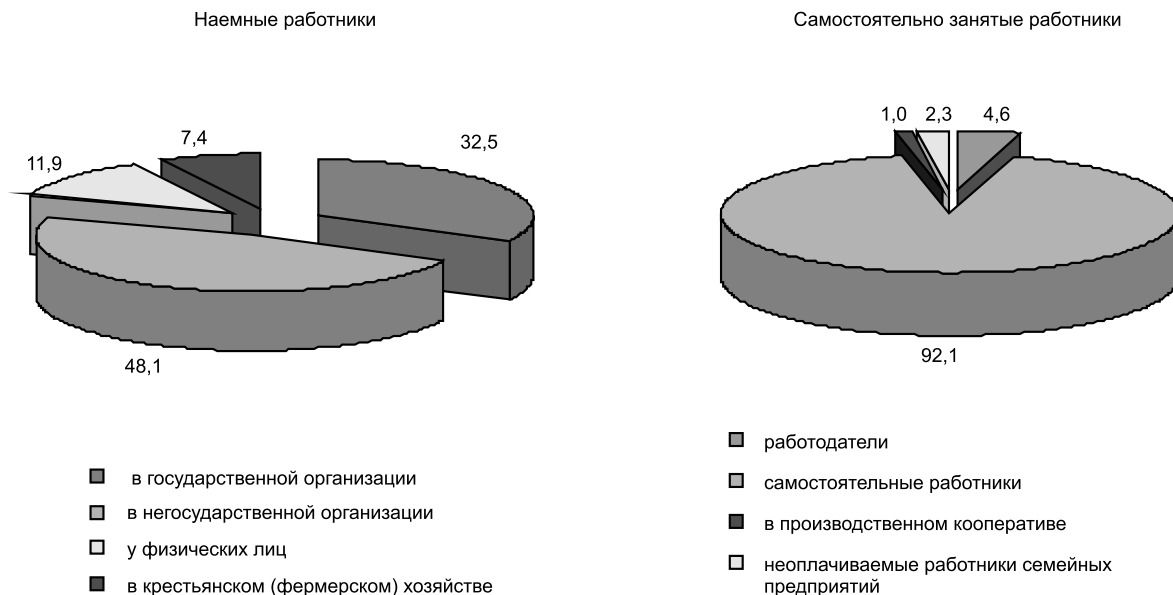 Наемные работники
7,4
11,9
32,5
48,1
в государственной организации
в негосударственной организации
у физических лиц
в крестьянском (фермерском) хозяйстве
Самостоятельно занятые работники
1,0 2,3 4,6
92,1
работодатели
самостоятельные работники
в производственном кооперативе
неоплачиваемые работники семейных
предприятий